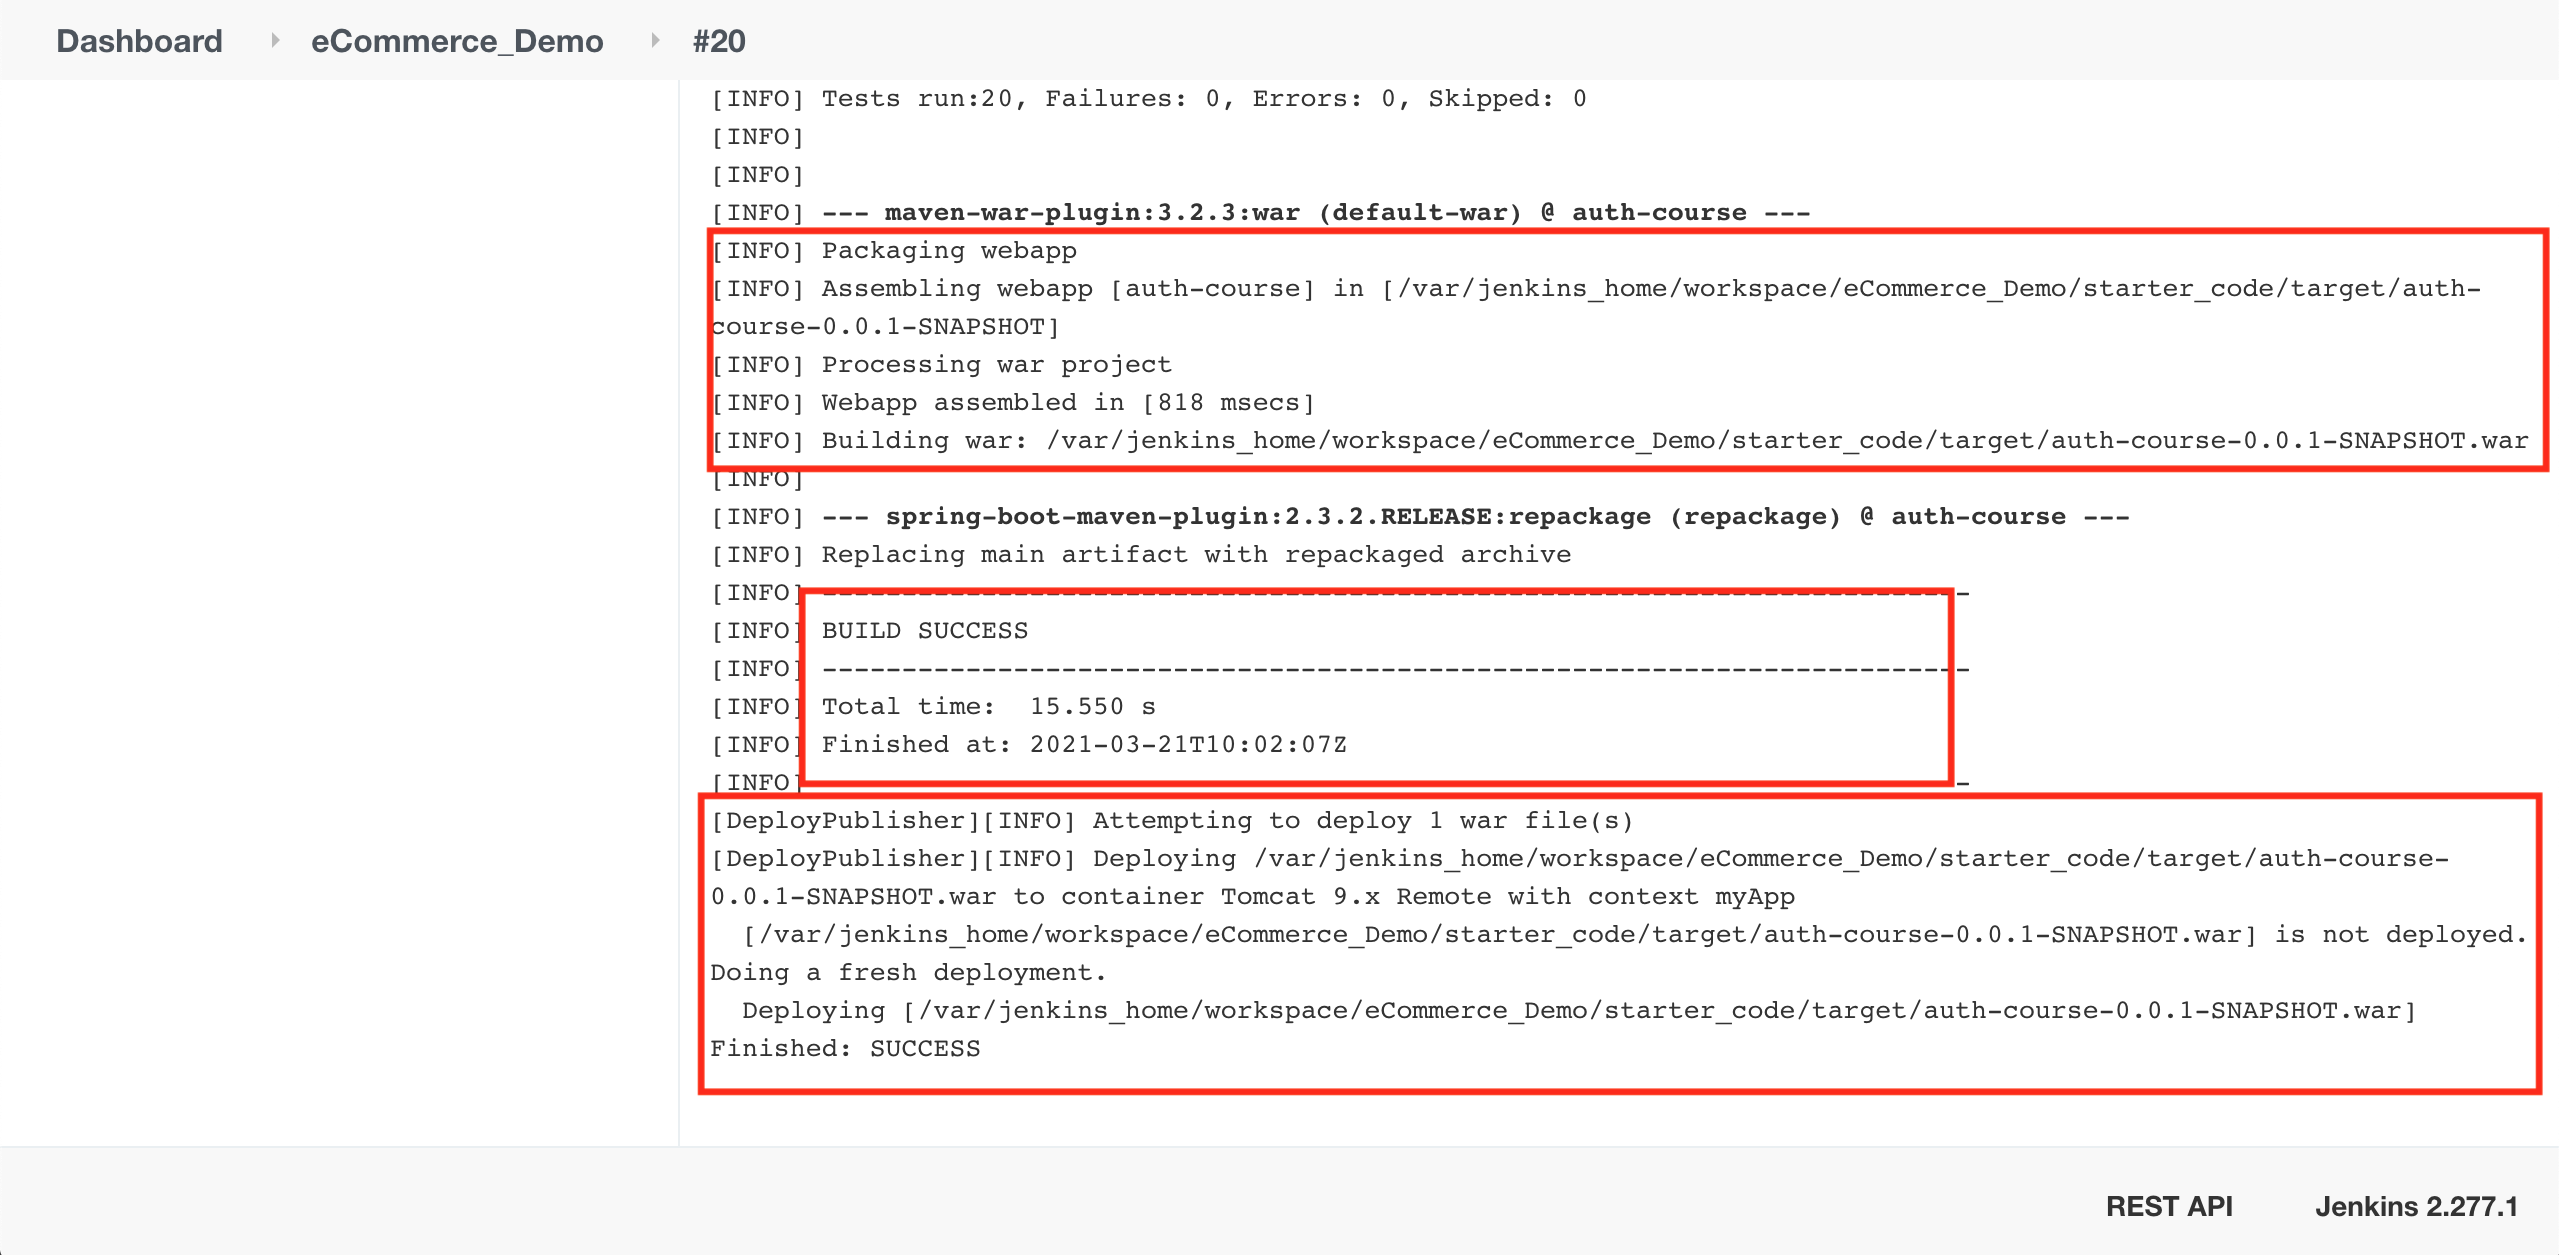 Dashboard eCommerce_Demo #20
[INFO] Tests run:20, Failures: 0, Errors: 0, Skipped: 0
[INFO]
[INFO]
[INFO] --- maven-war-plugin:3.2.3:war (default-war) @ auth-course ---
[INFO] Packaging webapp
[INFO] Assembling webapp [auth-course] in [/var/jenkins_home/workspace/eCommerce_Demo/starter_code/target/auth-
course-0.0.1-SNAPSHOT]
[INFO] Processing war project
[INFO] Webapp assembled in [818 msecs]
[INFO] Building war: /var/jenkins_home/workspace/eCommerce_Demo/starter_code/target/auth-course-0.0.1-SNAPSHOT.war
[INFO]
[INFO] --- spring-boot-maven-plugin:2.3.2.RELEASE:repackage (repackage) @ auth-course ---
[INFO] Replacing main artifact with repackaged archive
[INFO] ------------------------------------------------------------------------
[INFO] BUILD SUCCESS
[INFO] ------------------------------------------------------------------------
[INFO] Total time:  15.550 s
[INFO] Finished at: 2021-03-21T10:02:07Z
[INFO] ------------------------------------------------------------------------
[DeployPublisher][INFO] Attempting to deploy 1 war file(s)
[DeployPublisher][INFO] Deploying /var/jenkins_home/workspace/eCommerce_Demo/starter_code/target/auth-course-
0.0.1-SNAPSHOT.war to container Tomcat 9.x Remote with context myApp
[/var/jenkins_home/workspace/eCommerce_Demo/starter_code/target/auth-course-0.0.1-SNAPSHOT.war] is not deployed.
Doing a fresh deployment.
Deploying [/var/jenkins_home/workspace/eCommerce_Demo/starter_code/target/auth-course-0.0.1-SNAPSHOT.war]
Finished: SUCCESS
REST API Jenkins 2.277.1